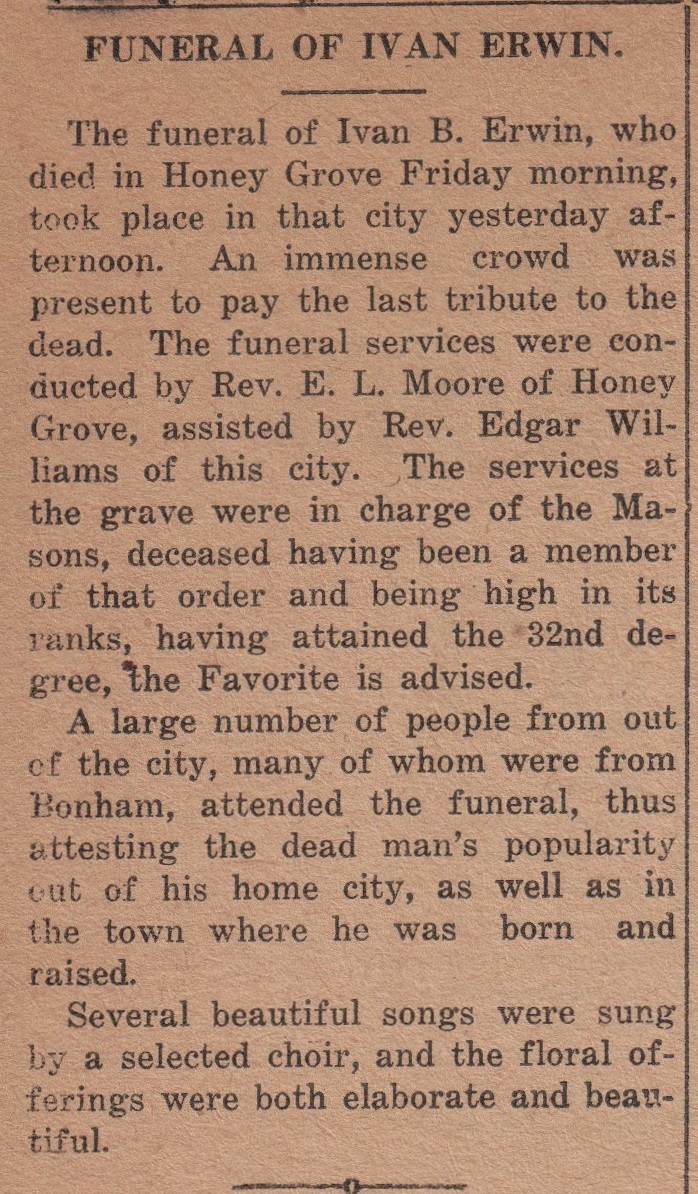 FUNERAL OF IVAN ERWIN.
The funeral of Ivan B. Erwin, who
died in Honey Grove Friday morning,
took place in that city yesterday af-
ternoon. An immense crowd was
present to pay the last tribute to the
dead. The funeral services were con-
ducted by Rev. E. L. Moore of Honey
Grove, assisted by Rev. Edgar Wil-
liams of this city. The services at
the grave were in charge of the Ma-
sons, deceased having been a member
of that order and being high in its
ranks, having attained the 32nd de-
gree, the Favorite is advised.
A large number of people from out
of the city, many of whom were from
Bonham, attended the funeral, thus
attesting the dead man's popularity
out of his home city, as well as in
the town where he was born and
raised.
Several beautiful songs were sung
by a selected choir, and the floral of-
ferings were both elaborate and beau-
tiful.